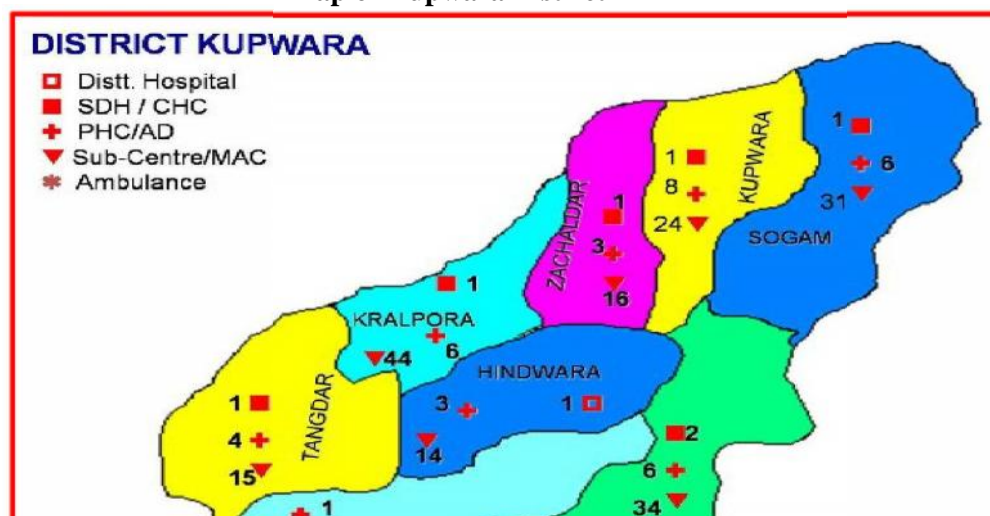 DISTRICT KUPWARA
Distt. Hospital
SDH / CHC
PHC/AD
Sub-Centre/MAC
Ambulance
1
6
31
SOGAM
1
8
24
KUPWARA
1
3
16
ZACHALDAR
1
KRALPORA
6
44
HINDWARA
3
1
14
1
4
15
TANGDAR
2
6
34
1